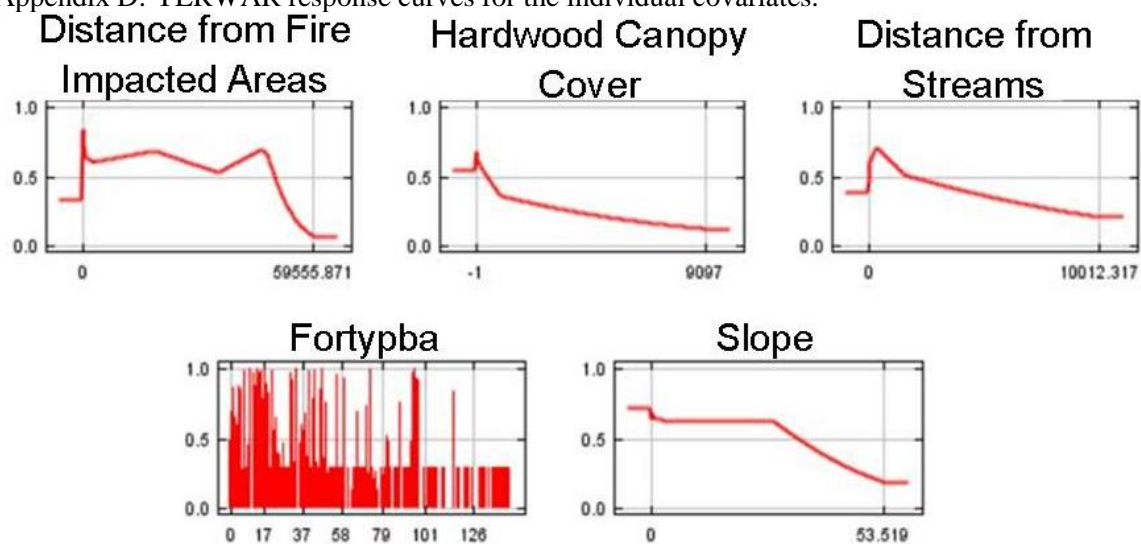 Appendix D. YERWAR response curves for the individual covariates.
Distance from Fire
Impacted Areas
Hardwood Canopy
Cover
Distance from
Streams
1.0
0.5
0.0
0
59555.871
1.0
0.5
0.0
-1
9097
1.0
0.5
0.0
0
10012.317
Fortypba
Slope
1.0
0.5
0.0
0 17 37 58 79 101 126
1.0
0.5
0.0
0
53.519